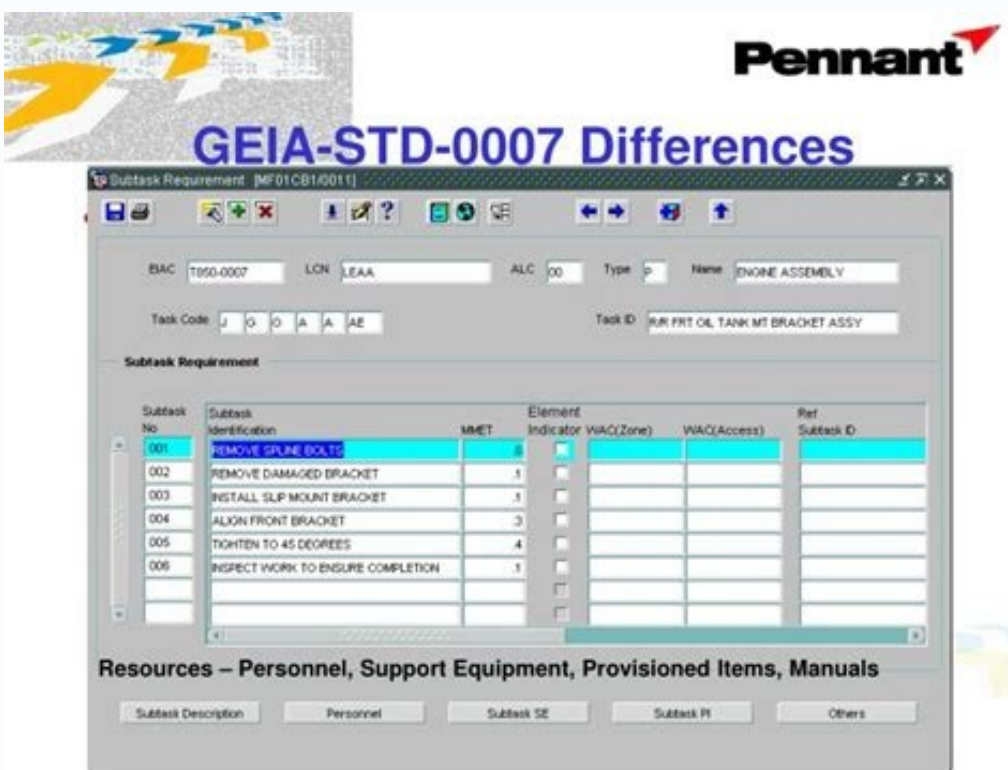 Pennant
GEIA-STD-0007 Differences
Subtask Requirement [MF01CB1/0011]
EIAC T850-0007 LCN LEAA ALC 00 Type P Name ENGINE ASSEMBLY
Task Code J G O A A AE Task ID R/R FRT OIL TANK MT BRACKET ASSY
Subtask Requirement
Subtask No Subtask Identification MMET Element Indicator WAC(Zone) WAC(Access) Ref Subtask ID
001 REMOVE SPLINE BOLTS
002 REMOVE DAMAGED BRACKET .1
003 INSTALL SLIP MOUNT BRACKET .1
004 ALIGN FRONT BRACKET .3
005 TIGHTEN TO 45 DEGREES .4
006 INSPECT WORK TO ENSURE COMPLETION .1
Resources – Personnel, Support Equipment, Provisioned Items, Manuals
Subtask Description Personnel Subtask SE Subtask PI Others